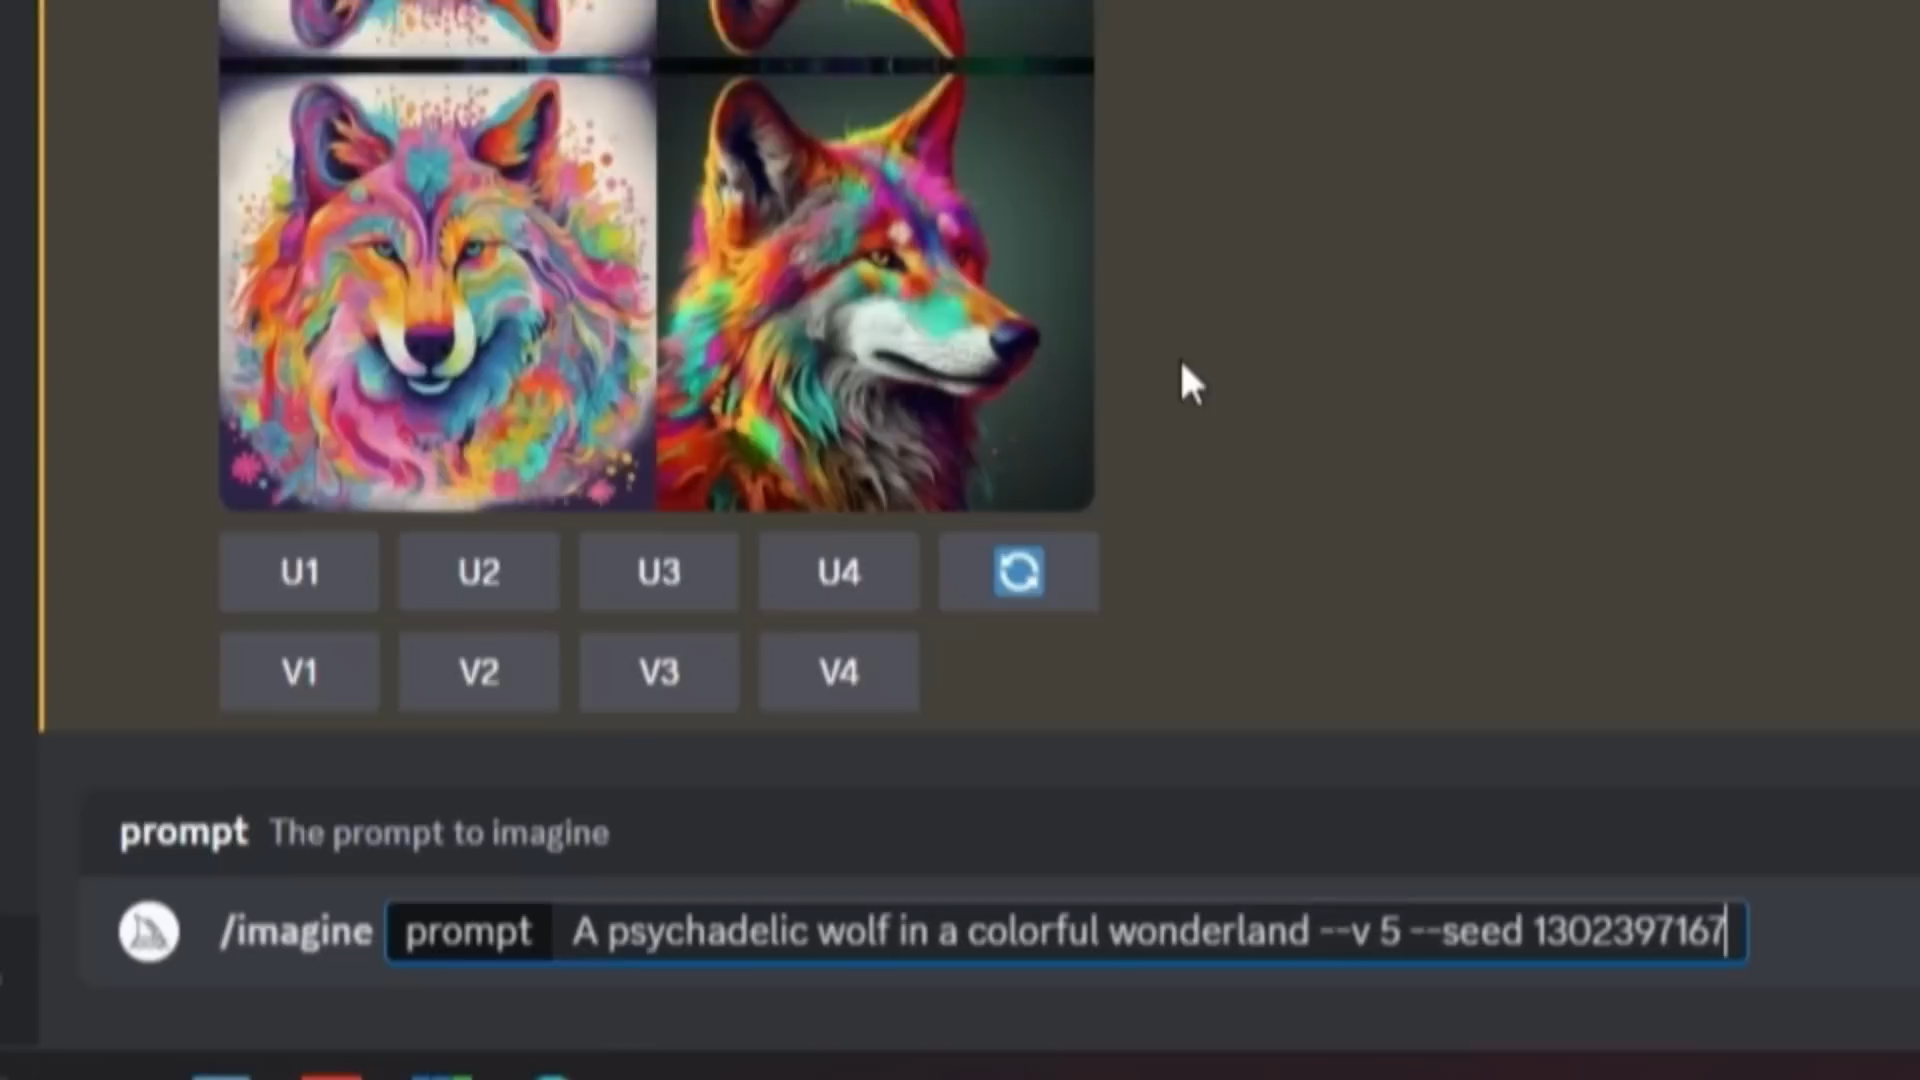 U1 U2 U3 U4
V1 V2 V3 V4
prompt The prompt to imagine
/imagine prompt A psychadelic wolf in a colorful wonderland --v 5 --seed 1302397167